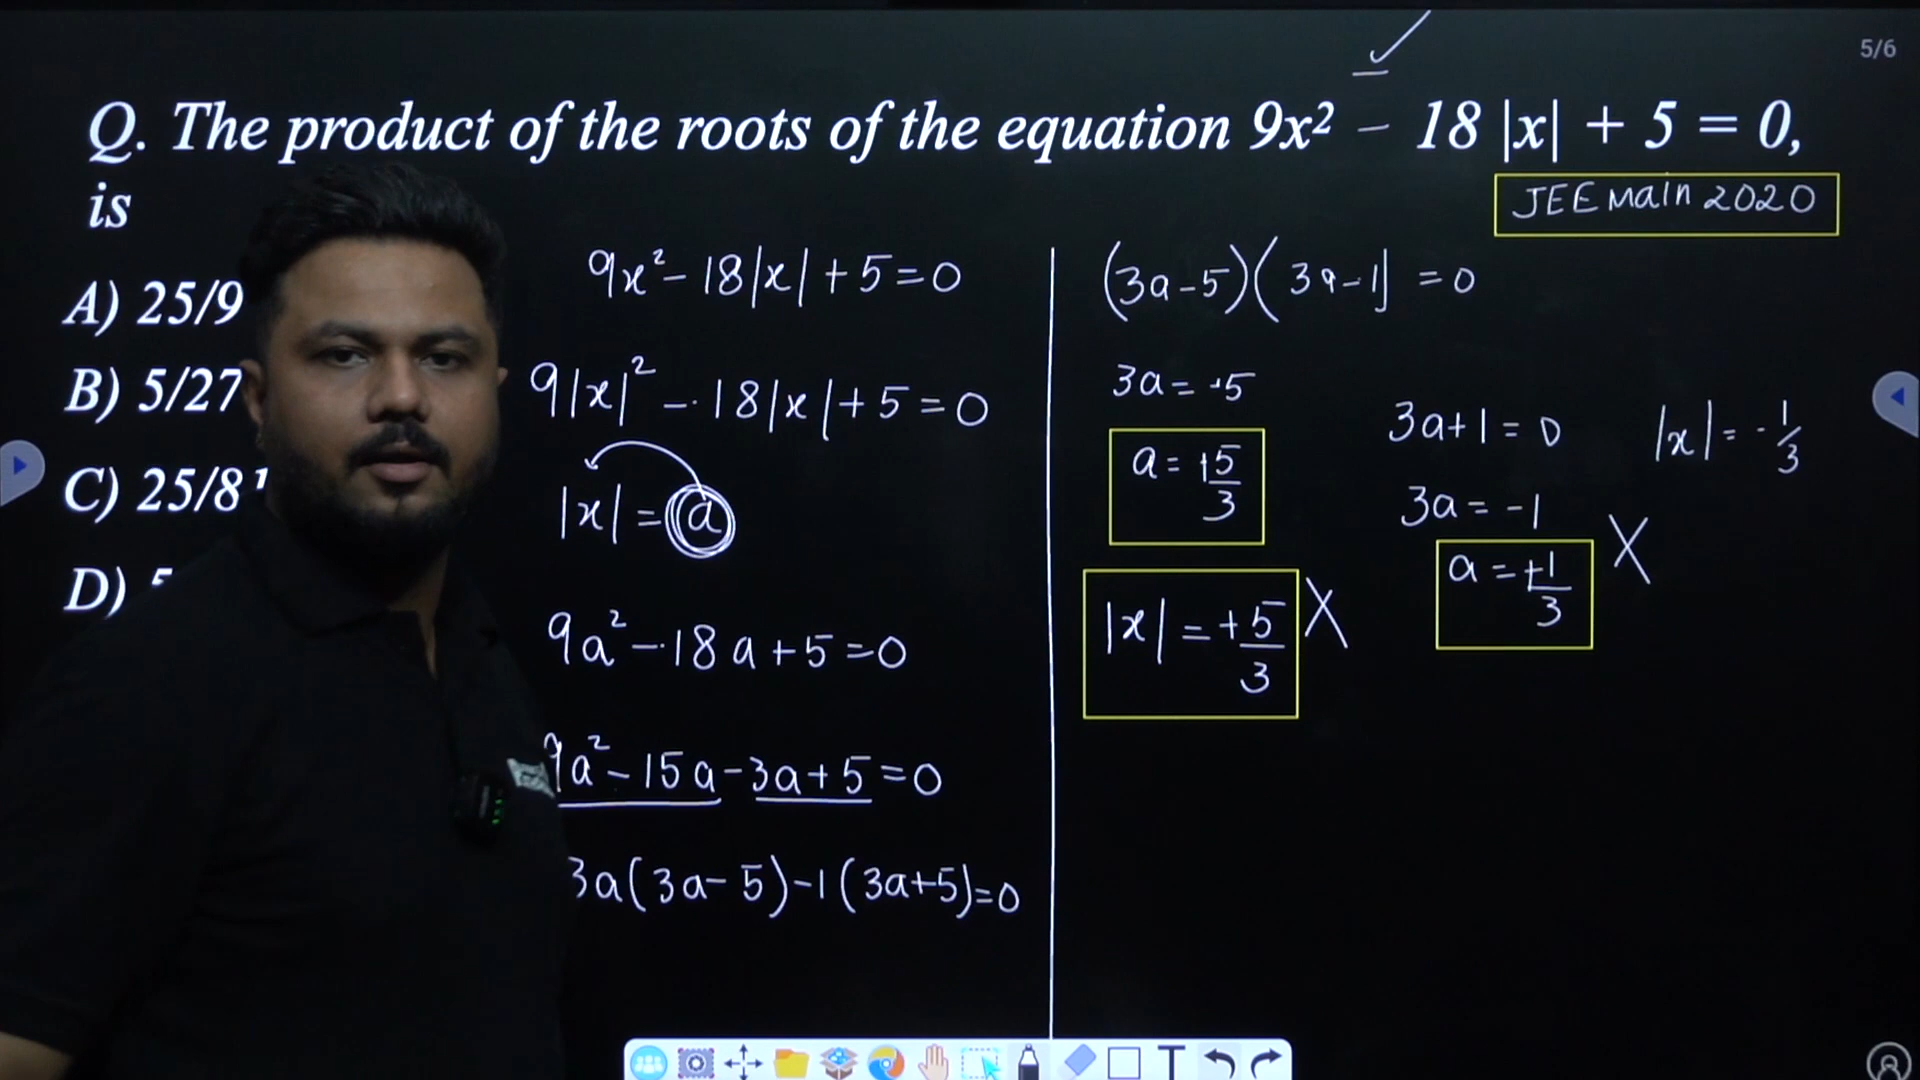 5/6
Q. The product of the roots of the equation 9x² – 18 |x| + 5 = 0,
is
JEE Main 2020
A) 25/9
B) 5/27
C) 25/81
D) 5
9x² - 18|x| + 5 = 0
9|x|² - 18|x| + 5 = 0
|x| = a
9a² - 18a + 5 = 0
9a² - 15a - 3a + 5 = 0
3a(3a - 5) - 1(3a + 5) = 0
(3a - 5)(3a - 1) = 0
3a = 5
a = +5/3
|x| = +5/3 X
3a + 1 = 0
3a = -1
a = +1/3 X
|x| = -1/3
T